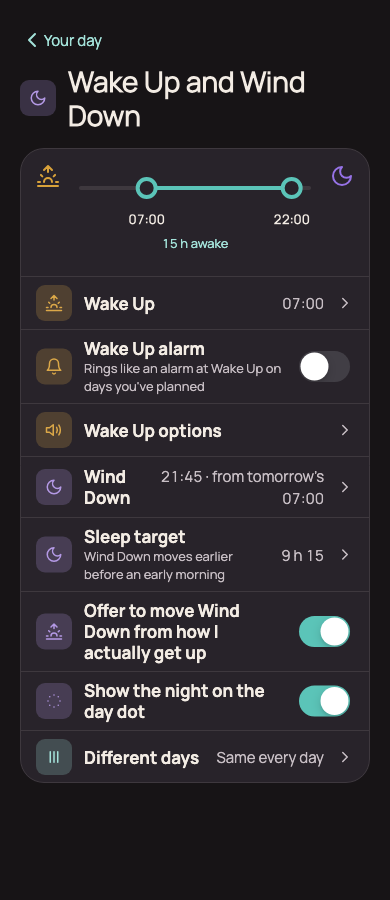 Your day
Wake Up and Wind
Down
07:00
22:00
15 h awake
Wake Up
07:00
Wake Up alarm
Rings like an alarm at Wake Up on
days you've planned
Wake Up options
Wind
Down
21:45 · from tomorrow's
07:00
Sleep target
Wind Down moves earlier
before an early morning
9 h 15
Offer to move Wind
Down from how I
actually get up
Show the night on the
day dot
Different days
Same every day